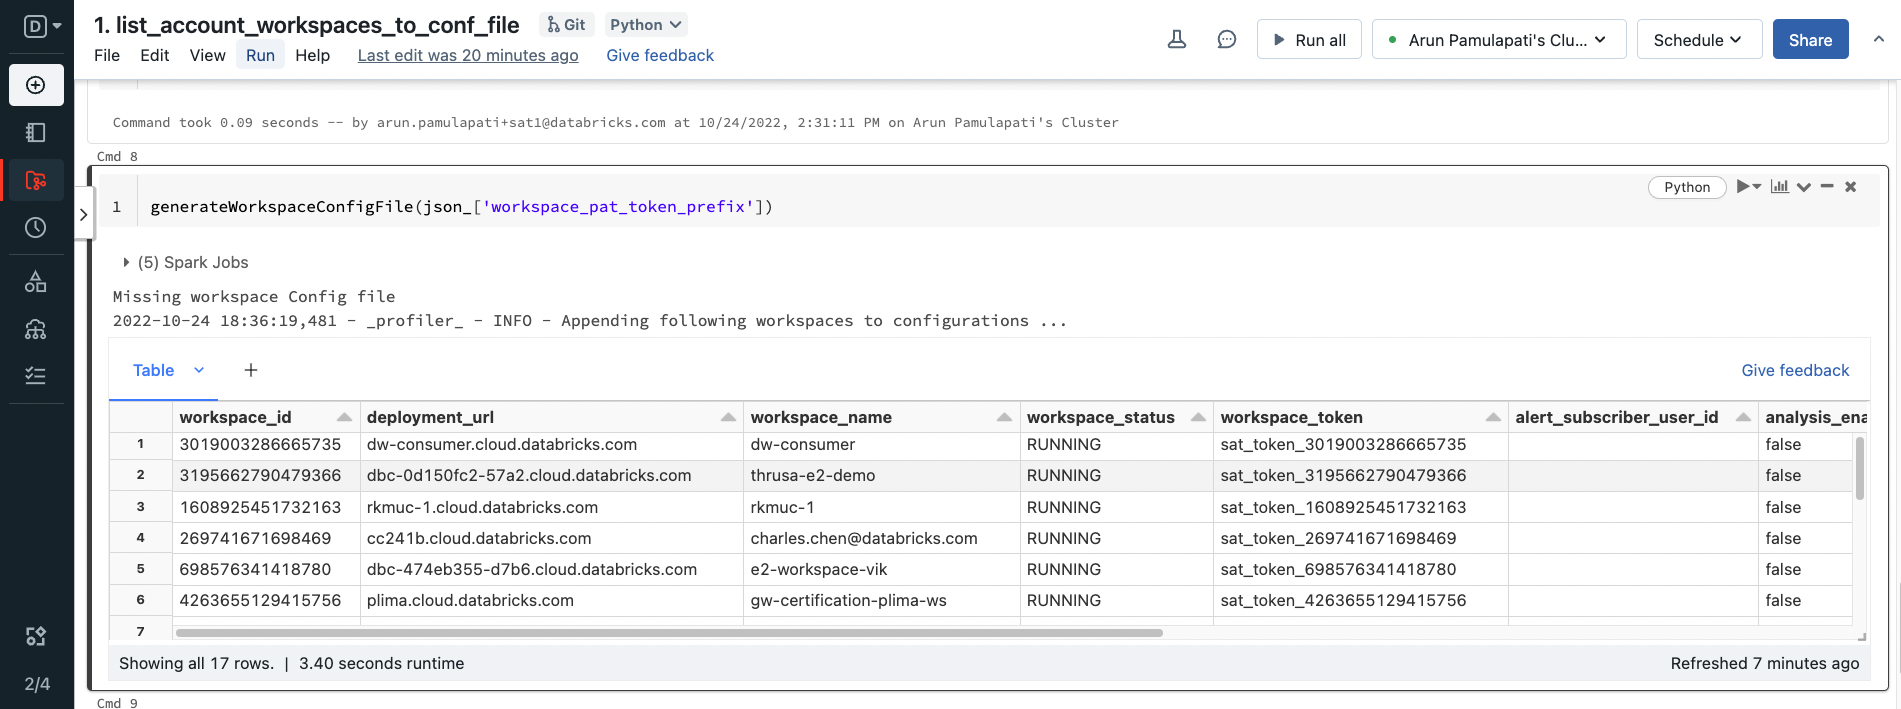 D
1. list_account_workspaces_to_conf_file Git Python
File Edit View Run Help Last edit was 20 minutes ago Give feedback
Run all Arun Pamulapati's Clu... Schedule Share
Command took 0.09 seconds -- by arun.pamulapati+sat1@databricks.com at 10/24/2022, 2:31:11 PM on Arun Pamulapati's Cluster
Cmd 8
Python
1 generateWorkspaceConfigFile(json_['workspace_pat_token_prefix'])
(5) Spark Jobs
Missing workspace Config file
2022-10-24 18:36:19,481 - _profiler_ - INFO - Appending following workspaces to configurations ...
Table + Give feedback
workspace_id deployment_url workspace_name workspace_status workspace_token alert_subscriber_user_id analysis_ena
1 3019003286665735 dw-consumer.cloud.databricks.com dw-consumer RUNNING sat_token_3019003286665735 false
2 3195662790479366 dbc-0d150fc2-57a2.cloud.databricks.com thrusa-e2-demo RUNNING sat_token_3195662790479366 false
3 1608925451732163 rkmuc-1.cloud.databricks.com rkmuc-1 RUNNING sat_token_1608925451732163 false
4 269741671698469 cc241b.cloud.databricks.com charles.chen@databricks.com RUNNING sat_token_269741671698469 false
5 698576341418780 dbc-474eb355-d7b6.cloud.databricks.com e2-workspace-vik RUNNING sat_token_698576341418780 false
6 4263655129415756 plima.cloud.databricks.com gw-certification-plima-ws RUNNING sat_token_4263655129415756 false
7
Showing all 17 rows. | 3.40 seconds runtime Refreshed 7 minutes ago
2/4
Cmd 9